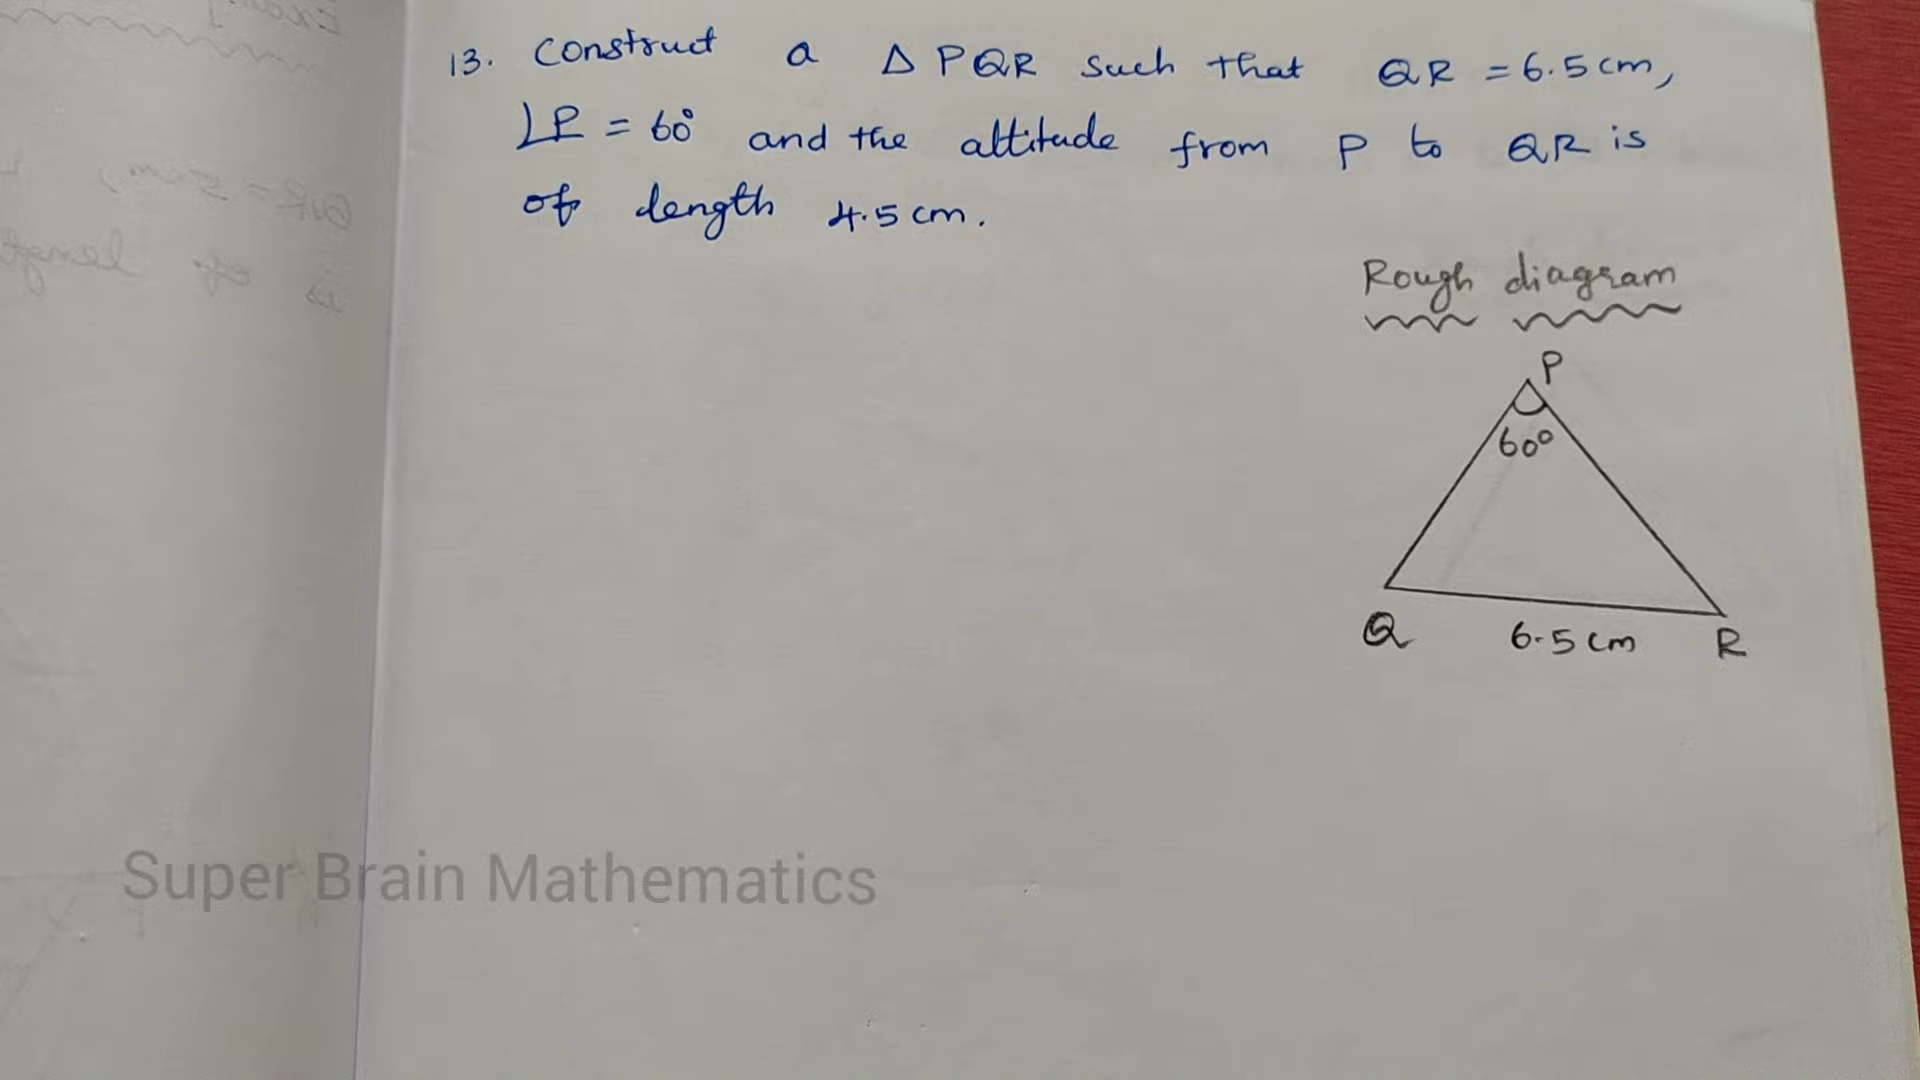 13. Construct a Δ PQR such that QR = 6.5 cm,
∠P = 60° and the altitude from P to QR is
of length 4.5 cm.
Rough diagram
P
60°
Q 6.5 cm R
Super Brain Mathematics